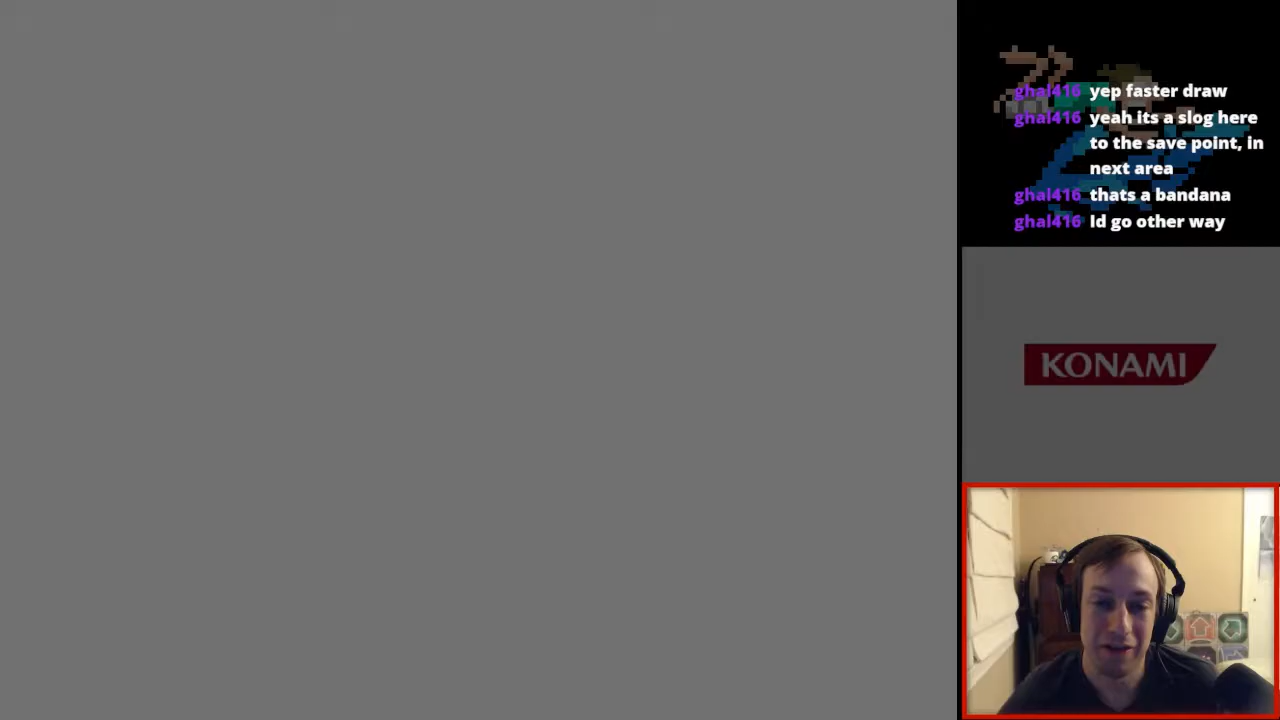 ghal416 yep faster draw
ghal416 yeah its a slog here
to the save point, in
next area
ghal416 thats a bandana
ghal416 Id go other way
KONAMI